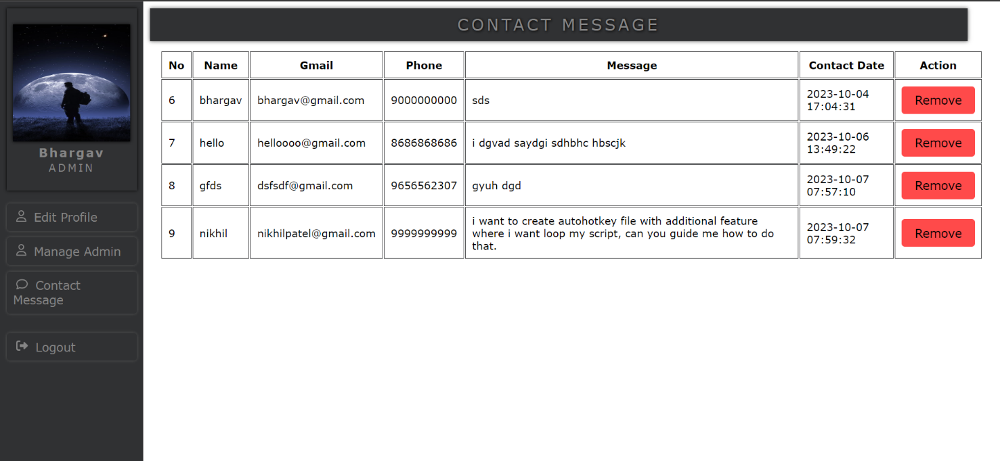 Bhargav
ADMIN
Edit Profile
Manage Admin
Contact
Message
Logout
CONTACT MESSAGE
No Name Gmail Phone Message Contact Date Action
6 bhargav bhargav@gmail.com 9000000000 sds 2023-10-04
17:04:31 Remove
7 hello helloooo@gmail.com 8686868686 i dgvad saydgi sdhbhc hbscjk 2023-10-06
13:49:22 Remove
8 gfds dsfsdf@gmail.com 9656562307 gyuh dgd 2023-10-07
07:57:10 Remove
9 nikhil nikhilpatel@gmail.com 9999999999 i want to create autohotkey file with additional feature
where i want loop my script, can you guide me how to do
that. 2023-10-07
07:59:32 Remove